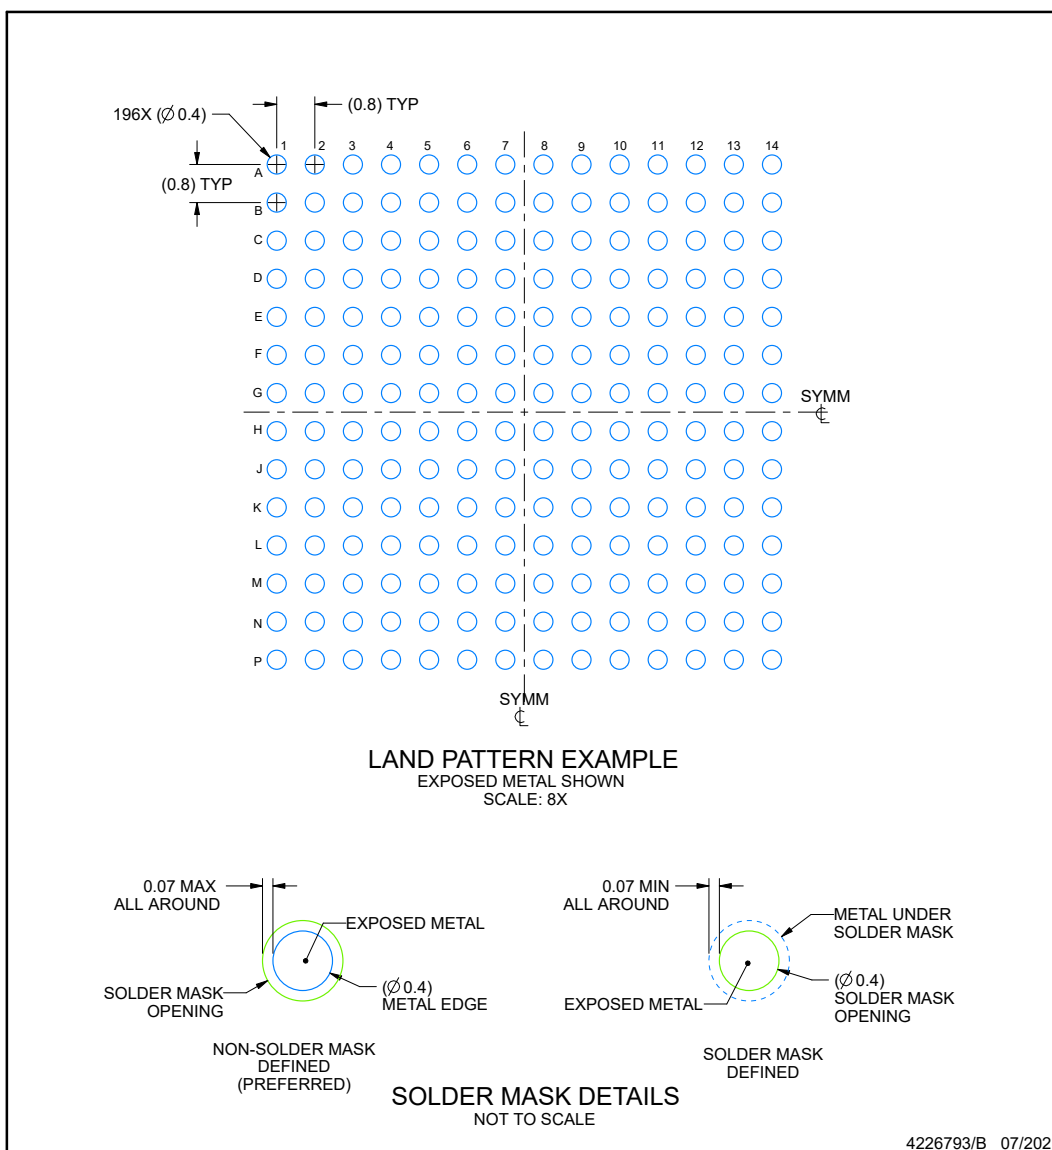 (0.8) TYP
196X (∅0.4)
1 2 3 4 5 6 7 8 9 10 11 12 13 14
A
(0.8) TYP
B
C
D
E
F
G
SYMM
℄
H
J
K
L
M
N
P
SYMM
℄
LAND PATTERN EXAMPLE
EXPOSED METAL SHOWN
SCALE: 8X
0.07 MAX
ALL AROUND
EXPOSED METAL
SOLDER MASK
OPENING
(∅0.4)
METAL EDGE
NON-SOLDER MASK
DEFINED
(PREFERRED)
0.07 MIN
ALL AROUND
METAL UNDER
SOLDER MASK
EXPOSED METAL
(∅0.4)
SOLDER MASK
OPENING
SOLDER MASK
DEFINED
SOLDER MASK DETAILS
NOT TO SCALE
4226793/B 07/202